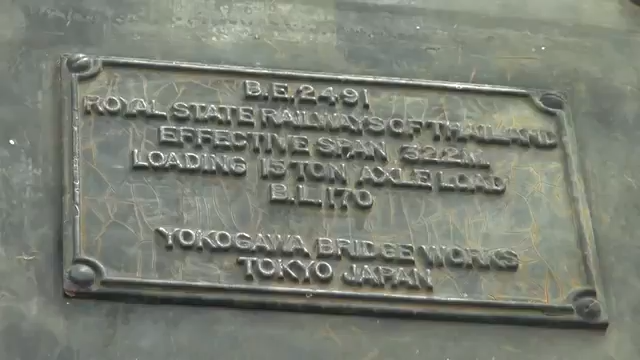 B.E.2491
ROYAL STATE RAILWAYS OF THAILAND
EFFECTIVE SPAN 32.2M.
LOADING 15 TON AXLE LOAD
B.L.170
YOKOGAWA BRIDGE WORKS
TOKYO JAPAN